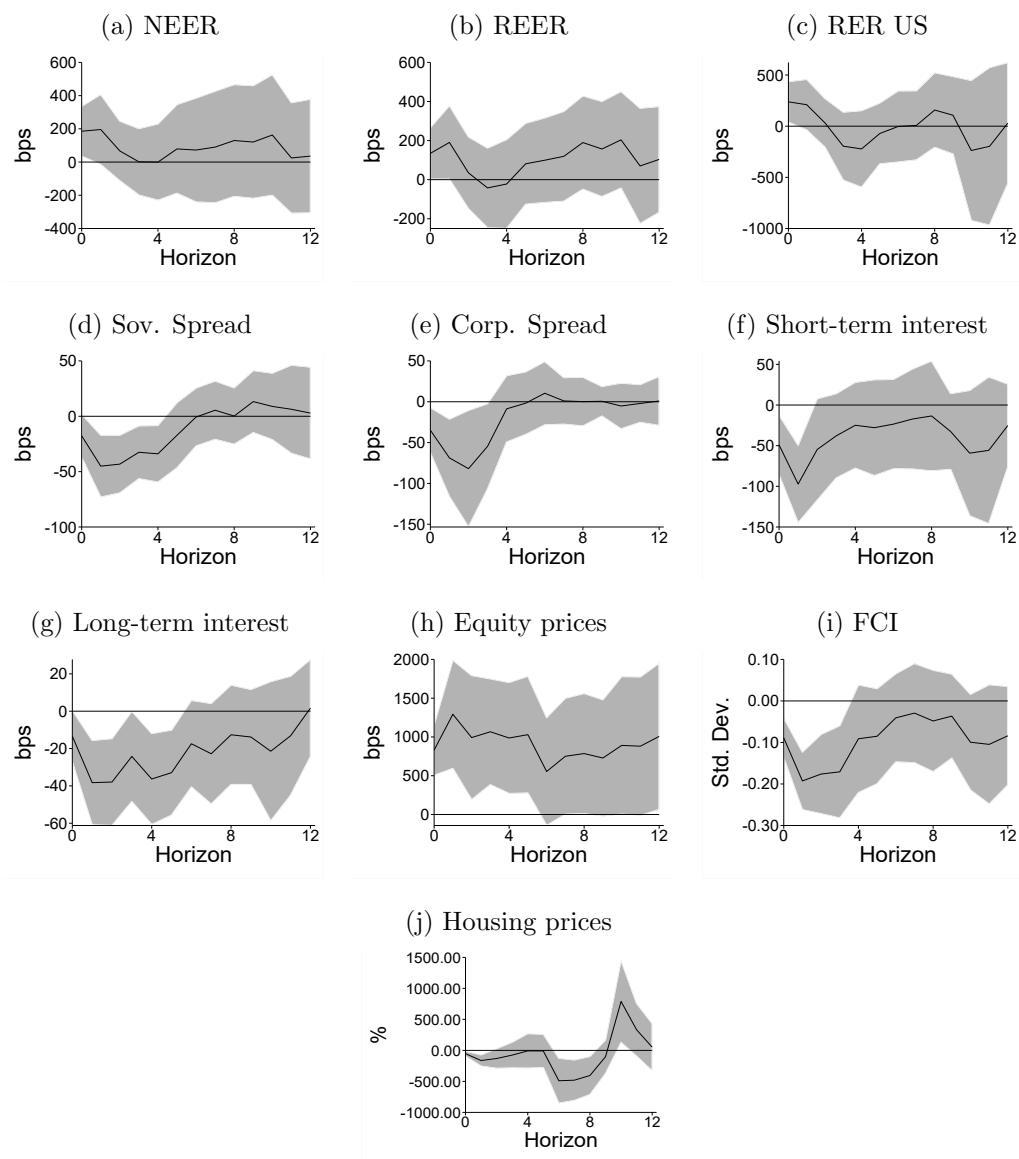 (a) NEER
(b) REER
(c) RER US
600
400
200
0
-200
-400
bps
0 4 8 12
Horizon
600
400
200
0
-200
bps
0 4 8 12
Horizon
500
0
-500
-1000
bps
0 4 8 12
Horizon
(d) Sov. Spread
(e) Corp. Spread
(f) Short-term interest
50
0
-50
-100
bps
0 4 8 12
Horizon
50
0
-50
-100
-150
bps
0 4 8 12
Horizon
50
0
-50
-100
-150
bps
0 4 8 12
Horizon
(g) Long-term interest
(h) Equity prices
(i) FCI
20
0
-20
-40
-60
bps
0 4 8 12
Horizon
2000
1500
1000
500
0
bps
0 4 8 12
Horizon
0.10
0.00
-0.10
-0.20
-0.30
Std. Dev.
0 4 8 12
Horizon
(j) Housing prices
1500.00
1000.00
500.00
0.00
-500.00
-1000.00
%
0 4 8 12
Horizon